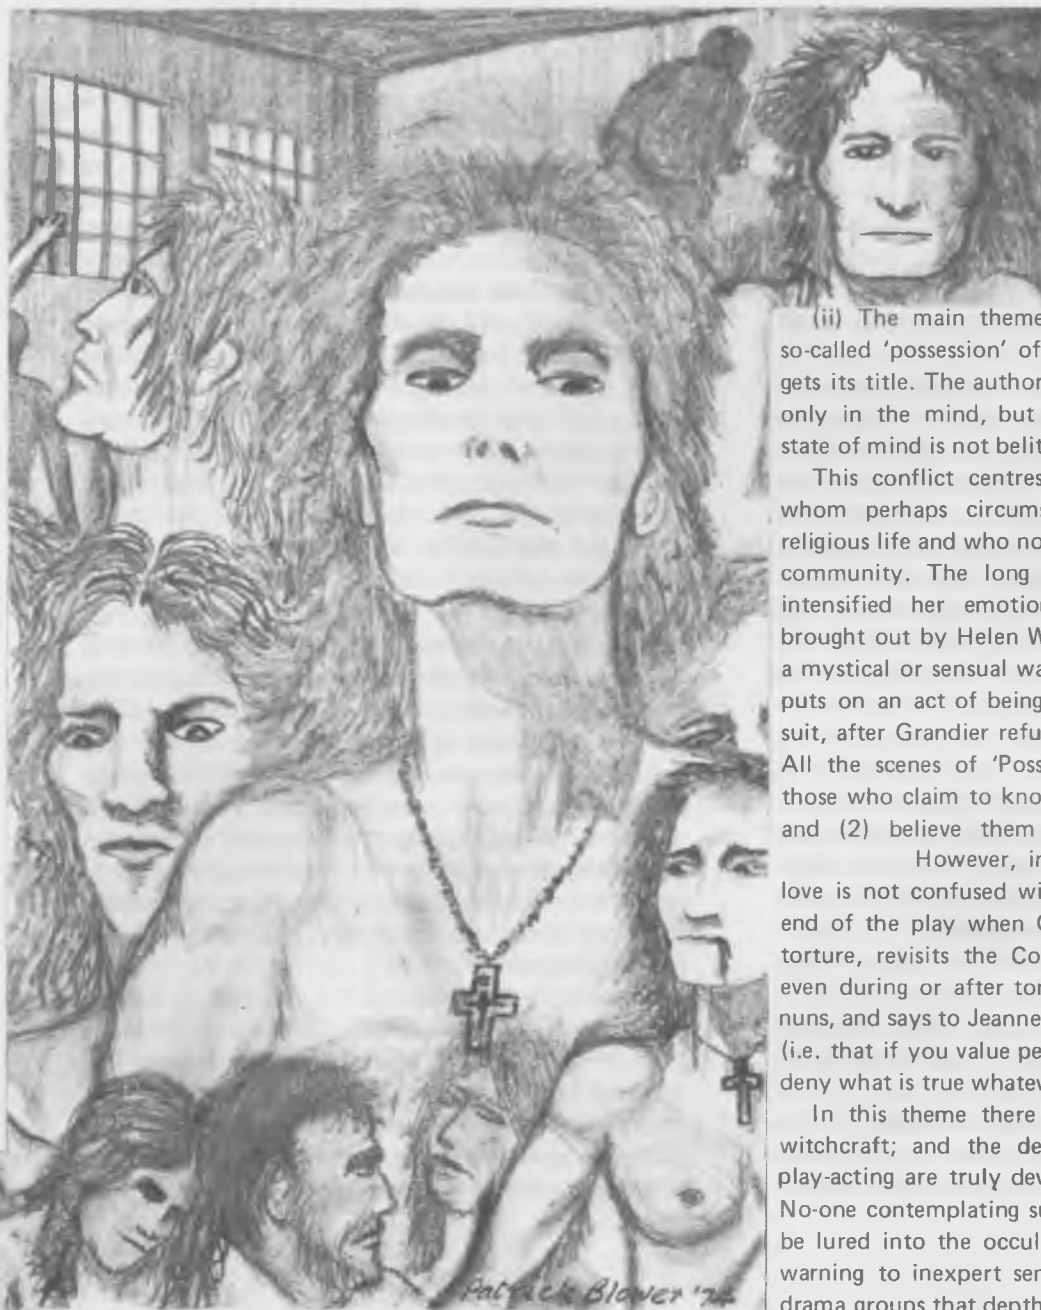 (ii) The main theme
so-called 'possession' of
gets its title. The author
only in the mind, but
state of mind is not belit
This conflict centres
whom perhaps circums
religious life and who no
community. The long
intensified her emotion
brought out by Helen W
a mystical or sensual wa
puts on an act of being
suit, after Grandier refu
All the scenes of 'Poss
those who claim to kno
and (2) believe them
However, in
love is not confused wi
end of the play when G
torture, revisits the Co
even during or after tor
nuns, and says to Jeanne
(i.e. that if you value pe
deny what is true whatev
In this theme there
witchcraft; and the de
play-acting are truly dev
No-one contemplating su
be lured into the occul
warning to inexpert sen
drama groups that depth
Patrick Blower